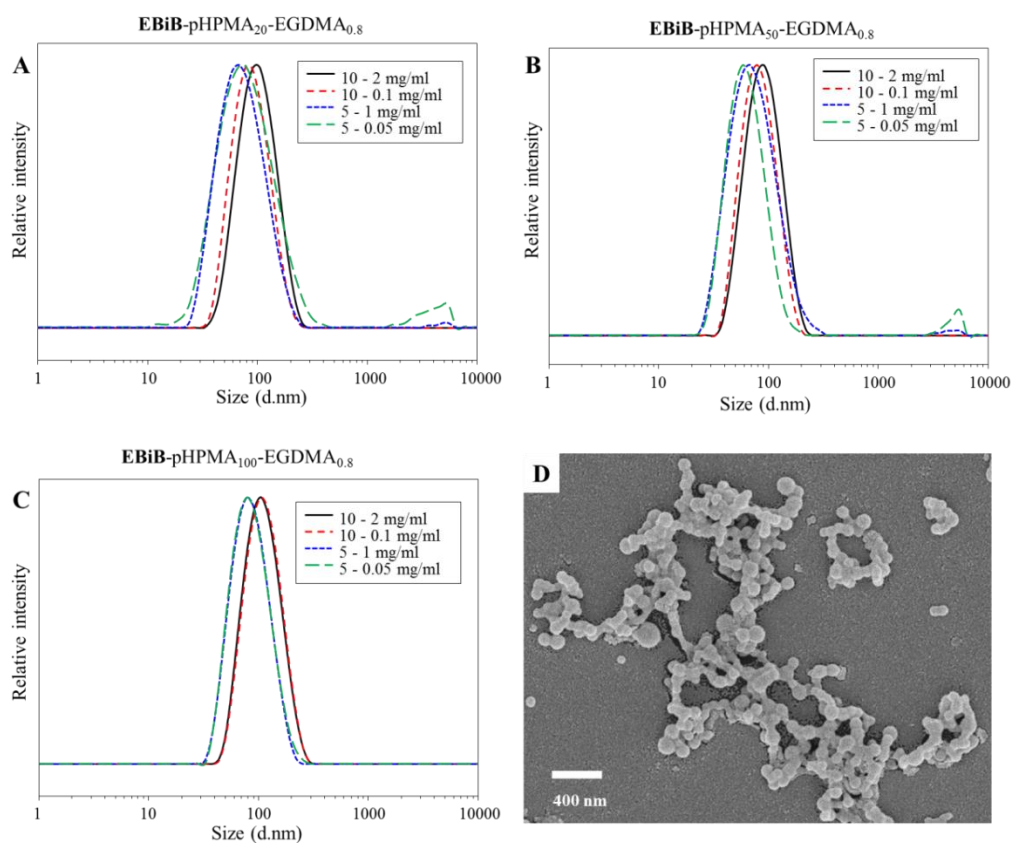 EBiB-pHPMA20-EGDMA0.8
A
10 - 2 mg/ml
10 - 0.1 mg/ml
5 - 1 mg/ml
5 - 0.05 mg/ml
Relative intensity
1 10 100 1000 10000
Size (d.nm)
EBiB-pHPMA50-EGDMA0.8
B
10 - 2 mg/ml
10 - 0.1 mg/ml
5 - 1 mg/ml
5 - 0.05 mg/ml
Relative intensity
1 10 100 1000 10000
Size (d.nm)
EBiB-pHPMA100-EGDMA0.8
C
10 - 2 mg/ml
10 - 0.1 mg/ml
5 - 1 mg/ml
5 - 0.05 mg/ml
Relative intensity
1 10 100 1000 10000
Size (d.nm)
D
400 nm